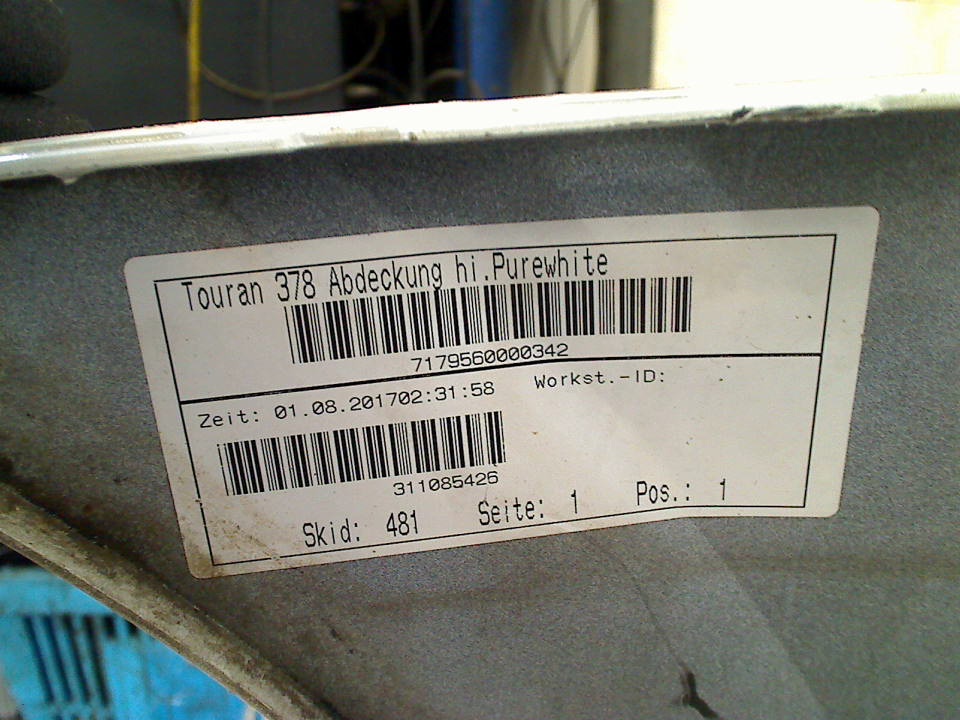 Touran 378 Abdeckung hi.Purewhite
7179560000342
Zeit: 01.08.201702:31:58
Workst.-ID:
311085426
Skid: 481 Seite: 1 Pos.: 1